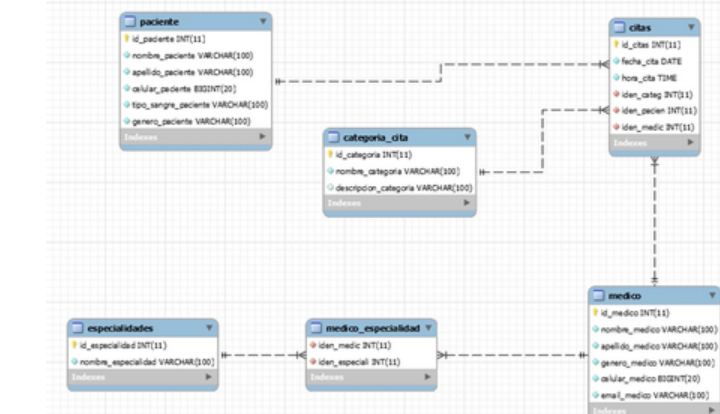 paciente
id_paciente INT(11)
nombre_paciente VARCHAR(100)
apellido_paciente VARCHAR(100)
celular_paciente BIGINT(20)
tipo_sangre_paciente VARCHAR(100)
genero_paciente VARCHAR(100)
Indexes
citas
id_citas INT(11)
fecha_cita DATE
hora_cita TIME
iden_categ INT(11)
iden_pacien INT(11)
iden_medic INT(11)
Indexes
categoria_cita
id_categoria INT(11)
nombre_categoria VARCHAR(100)
descripcion_categoria VARCHAR(100)
Indexes
especialidades
id_especialidad INT(11)
nombre_especialidad VARCHAR(100)
Indexes
medico_especialidad
iden_medic INT(11)
iden_especiali INT(11)
Indexes
medico
id_medico INT(11)
nombre_medico VARCHAR(100)
apellido_medico VARCHAR(100)
genero_medico VARCHAR(100)
celular_medico BIGINT(20)
email_medico VARCHAR(100)
Indexes